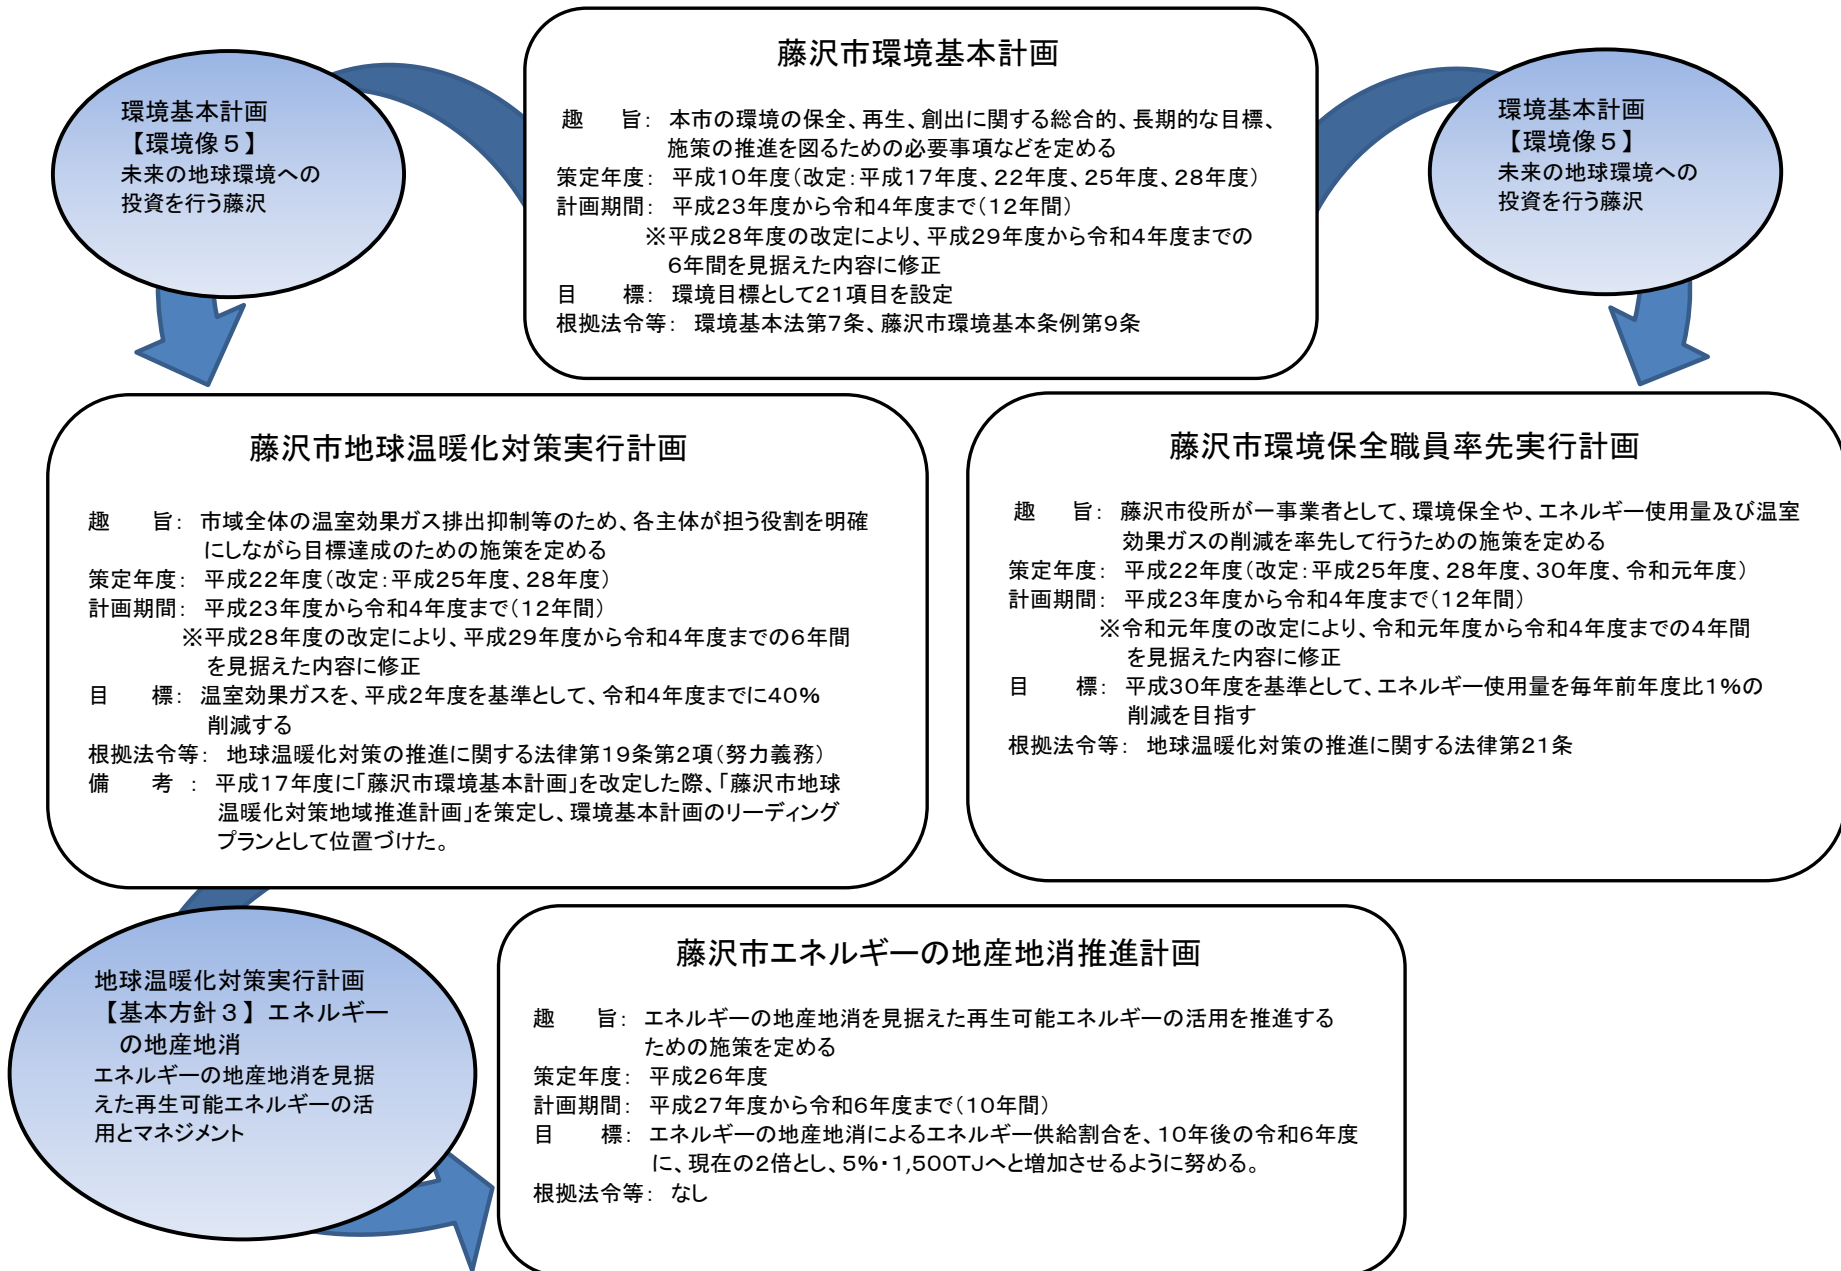 藤沢市環境基本計画
趣　旨： 本市の環境の保全、再生、創出に関する総合的、長期的な目標、
施策の推進を図るための必要事項などを定める
策定年度： 平成10年度（改定：平成17年度、22年度、25年度、28年度）
計画期間： 平成23年度から令和4年度まで（12年間）
※平成28年度の改定により、平成29年度から令和4年度までの
6年間を見据えた内容に修正
目　標： 環境目標として21項目を設定
根拠法令等： 環境基本法第7条、藤沢市環境基本条例第9条
環境基本計画
【環境像５】
未来の地球環境への
投資を行う藤沢
環境基本計画
【環境像５】
未来の地球環境への
投資を行う藤沢
藤沢市地球温暖化対策実行計画
趣　旨： 市域全体の温室効果ガス排出抑制等のため、各主体が担う役割を明確
にしながら目標達成のための施策を定める
策定年度： 平成22年度（改定：平成25年度、28年度）
計画期間： 平成23年度から令和4年度まで（12年間）
※平成28年度の改定により、平成29年度から令和4年度までの6年間
を見据えた内容に修正
目　標： 温室効果ガスを、平成2年度を基準として、令和4年度までに40%
削減する
根拠法令等： 地球温暖化対策の推進に関する法律第19条第2項（努力義務）
備　考 ： 平成17年度に「藤沢市環境基本計画」を改定した際、「藤沢市地球
温暖化対策地域推進計画」を策定し、環境基本計画のリーディング
プランとして位置づけた。
藤沢市環境保全職員率先実行計画
趣　旨： 藤沢市役所が一事業者として、環境保全や、エネルギー使用量及び温室
効果ガスの削減を率先して行うための施策を定める
策定年度： 平成22年度（改定：平成25年度、28年度、30年度、令和元年度）
計画期間： 平成23年度から令和4年度まで（12年間）
※令和元年度の改定により、令和元年度から令和4年度までの4年間
を見据えた内容に修正
目　標： 平成30年度を基準として、エネルギー使用量を毎年前年度比1%の
削減を目指す
根拠法令等： 地球温暖化対策の推進に関する法律第21条
地球温暖化対策実行計画
【基本方針３】エネルギー
の地産地消
エネルギーの地産地消を見据
えた再生可能エネルギーの活
用とマネジメント
藤沢市エネルギーの地産地消推進計画
趣　旨： エネルギーの地産地消を見据えた再生可能エネルギーの活用を推進する
ための施策を定める
策定年度： 平成26年度
計画期間： 平成27年度から令和6年度まで（10年間）
目　標： エネルギーの地産地消によるエネルギー供給割合を、10年後の令和6年度
に、現在の2倍とし、5%・1,500TJへと増加させるように努める。
根拠法令等： なし